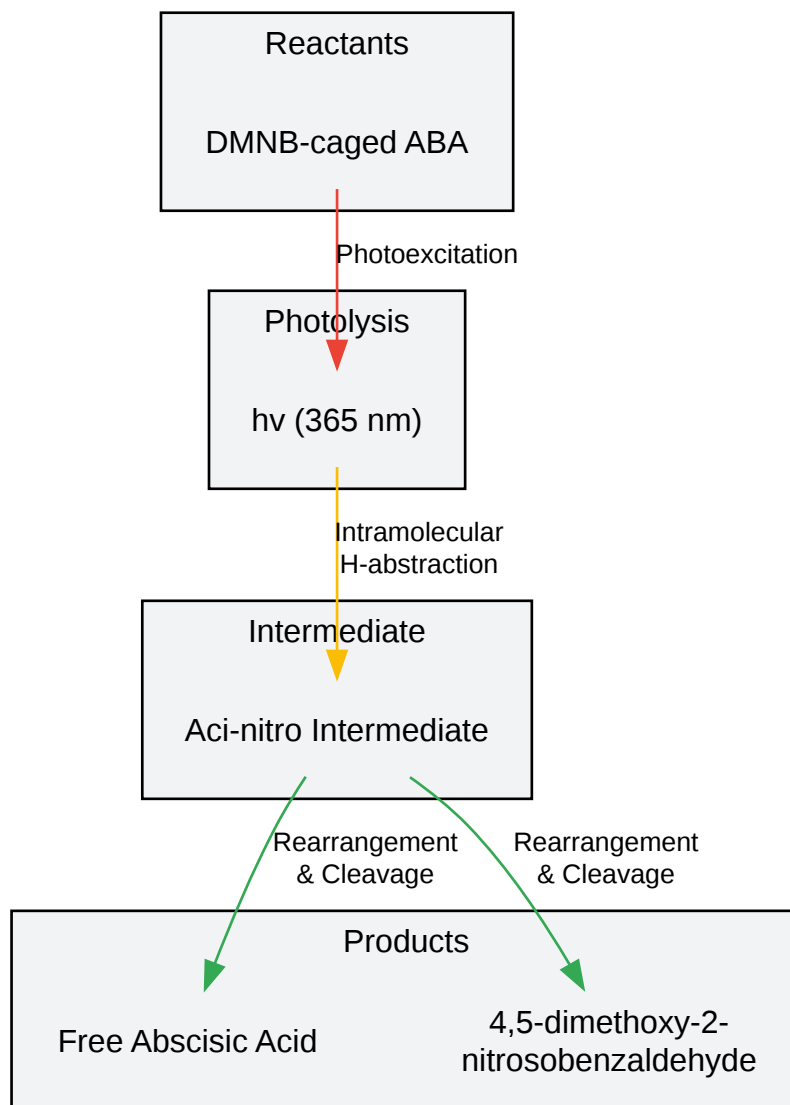 Reactants
DMNB-caged ABA
Photoexcitation
Photolysis
hv (365 nm)
Intramolecular
H-abstraction
Intermediate
Aci-nitro Intermediate
Rearrangement
& Cleavage
Rearrangement
& Cleavage
Products
Free Abscisic Acid
4,5-dimethoxy-2-
nitrosobenzaldehyde